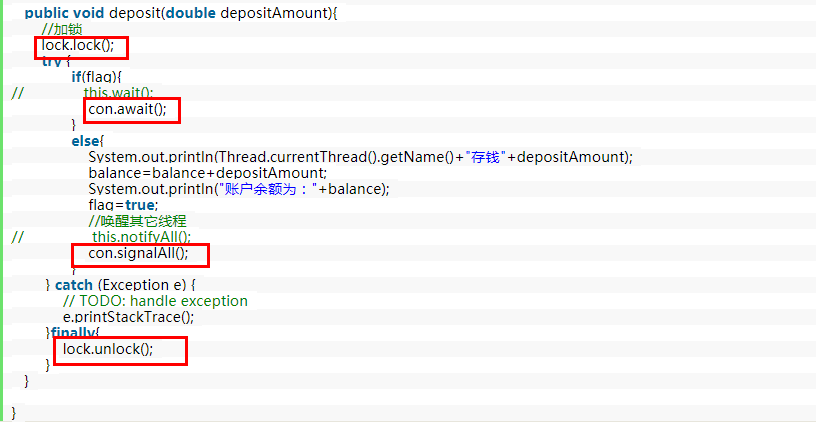 public void deposit(double depositAmount){
//加锁
lock.lock();
try {
if(flag){
// this.wait();
con.await();
}
else{
System.out.println(Thread.currentThread().getName()+"存钱"+depositAmount);
balance=balance+depositAmount;
System.out.println("账户余额为："+balance);
flag=true;
//唤醒其它线程
// this.notifyAll();
con.signalAll();
}
} catch (Exception e) {
// TODO: handle exception
e.printStackTrace();
}finally{
lock.unlock();
}
}
}